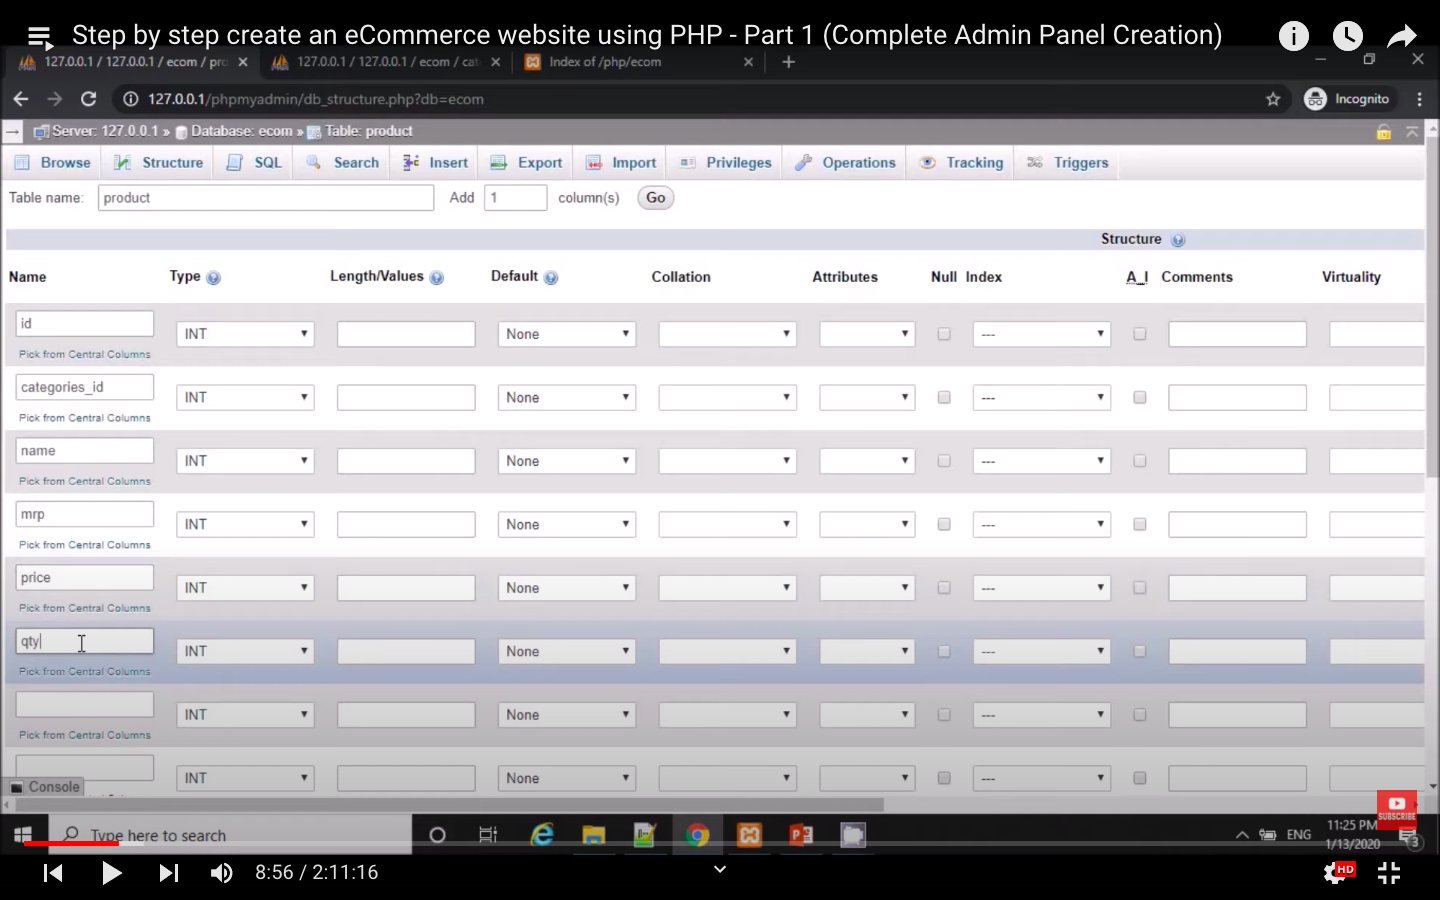 Step by step create an eCommerce website using PHP - Part 1 (Complete Admin Panel Creation)
127.0.0.1 / 127.0.0.1 / ecom / pro
127.0.0.1 / 127.0.0.1 / ecom / cat
Index of /php/ecom
127.0.0.1/phpmyadmin/db_structure.php?db=ecom
Incognito
Server: 127.0.0.1 » Database: ecom » Table: product
Browse Structure SQL Search Insert Export Import Privileges Operations Tracking Triggers
Table name: product Add 1 column(s) Go
Structure
Name Type Length/Values Default Collation Attributes Null Index A_I Comments Virtuality
id INT None ---
Pick from Central Columns
categories_id INT None ---
Pick from Central Columns
name INT None ---
Pick from Central Columns
mrp INT None ---
Pick from Central Columns
price INT None ---
Pick from Central Columns
qty INT None ---
Pick from Central Columns
INT None ---
Pick from Central Columns
INT None ---
Console
SUBSCRIBE
Type here to search
ENG
11:25 PM
1/13/2020
3
8:56 / 2:11:16
HD